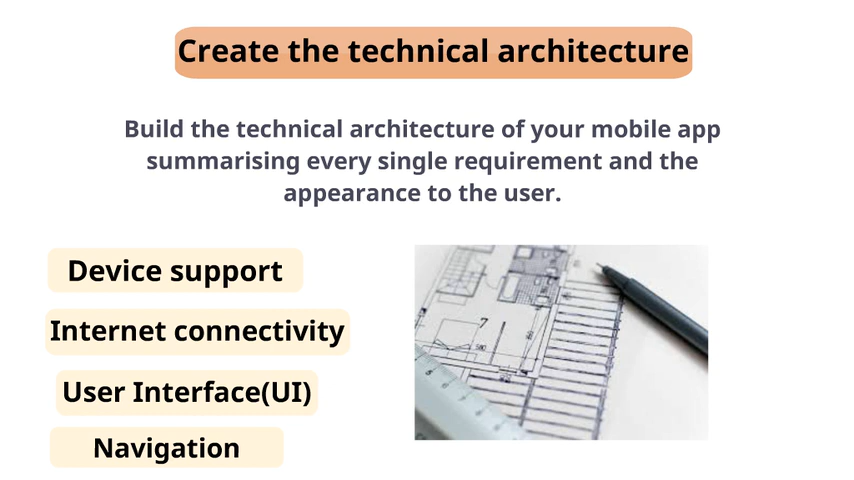 Create the technical architecture
Build the technical architecture of your mobile app
summarising every single requirement and the
appearance to the user.
Device support
Internet connectivity
User Interface(UI)
Navigation
7